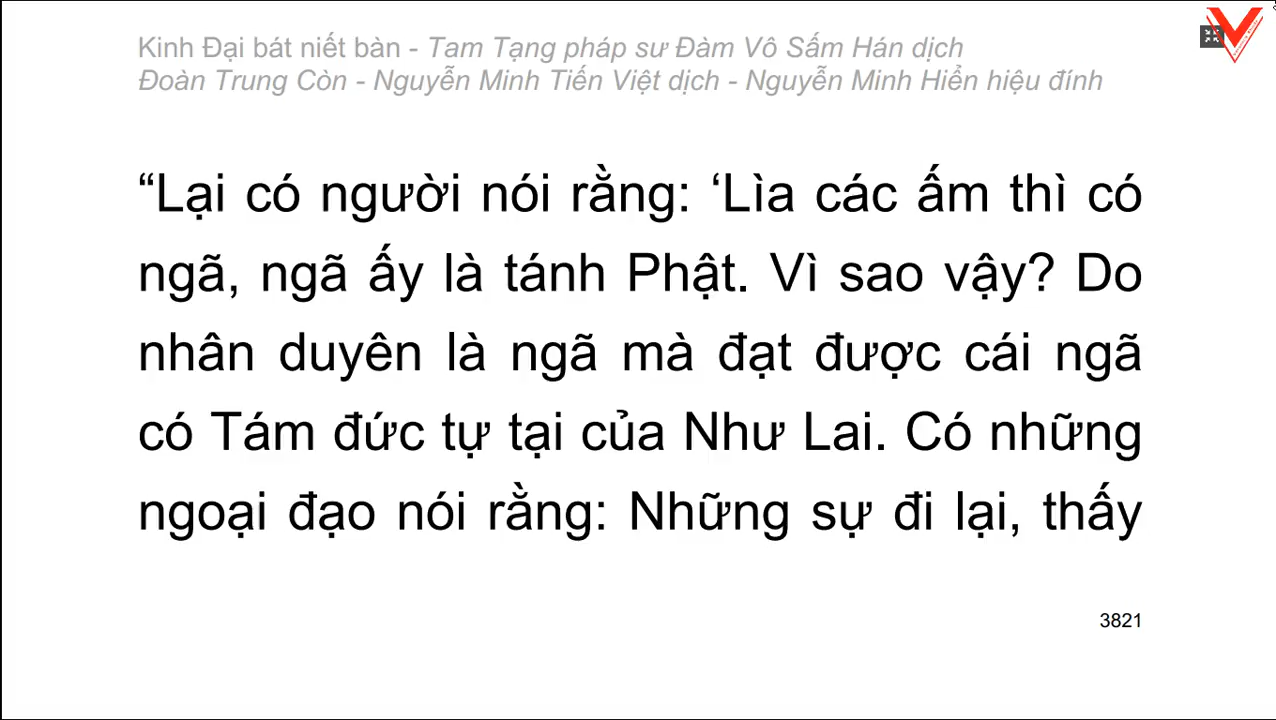 Kinh Đại bát niết bàn - Tam Tạng pháp sư Đàm Vô Sấm Hán dịch
Đoàn Trung Còn - Nguyễn Minh Tiến Việt dịch - Nguyễn Minh Hiển hiệu đính
“Lại có người nói rằng: ‘Lìa các ấm thì có
ngã, ngã ấy là tánh Phật. Vì sao vậy? Do
nhân duyên là ngã mà đạt được cái ngã
có Tám đức tự tại của Như Lai. Có những
ngoại đạo nói rằng: Những sự đi lại, thấy
3821